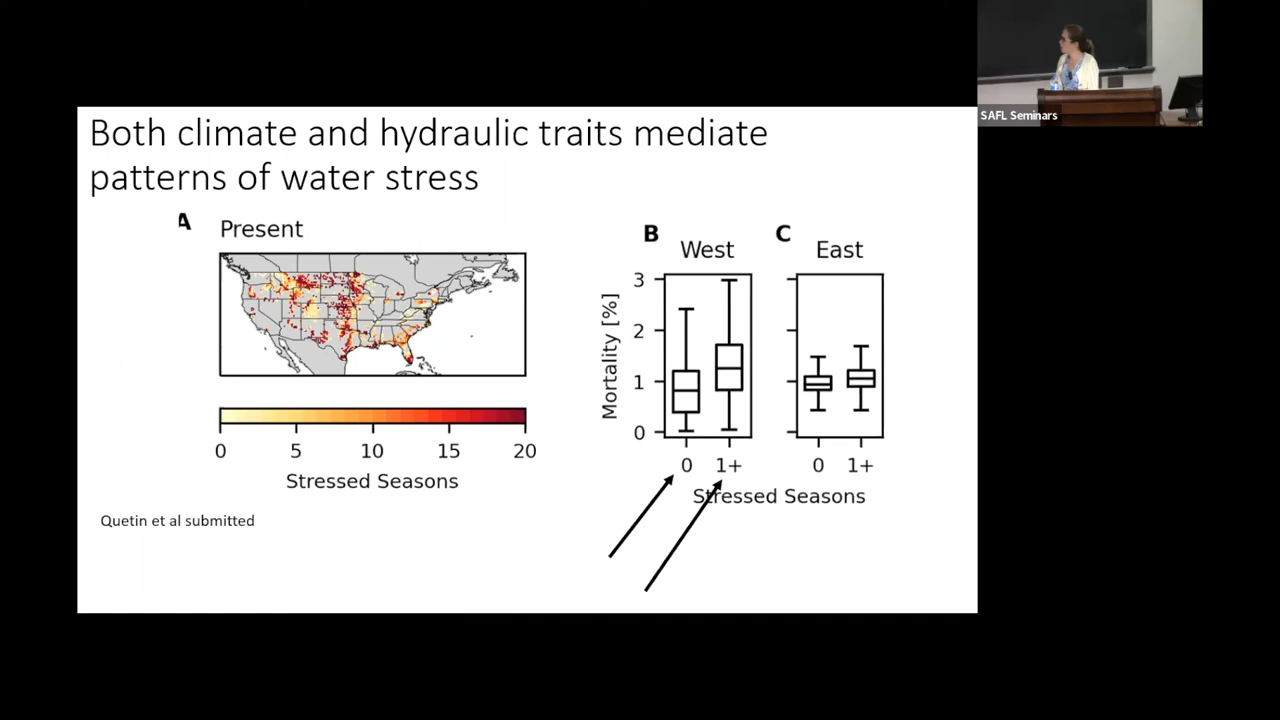 SAFL Seminars
Both climate and hydraulic traits mediate
patterns of water stress
A
Present
0 5 10 15 20
Stressed Seasons
B
West
C
East
Mortality [%]
3
2
1
0
0 1+
0 1+
Stressed Seasons
Quetin et al submitted